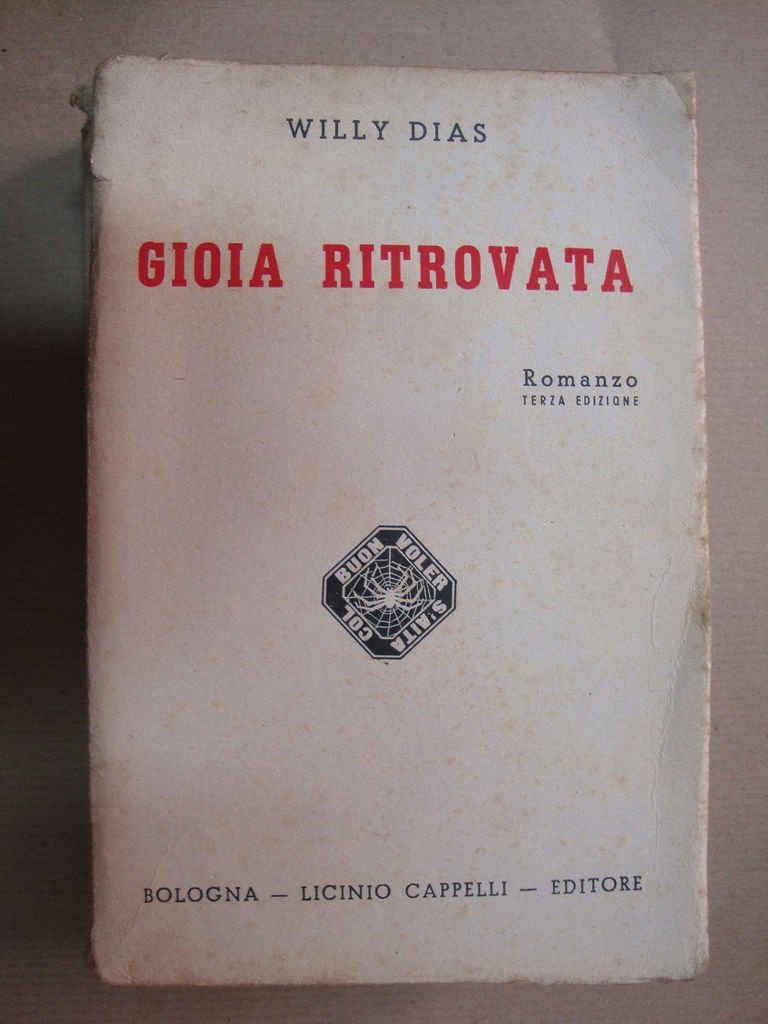 WILLY DIAS
GIOIA RITROVATA
Romanzo
TERZA EDIZIONE
COL BUON VOLER S'AITA
BOLOGNA — LICINIO CAPPELLI — EDITORE